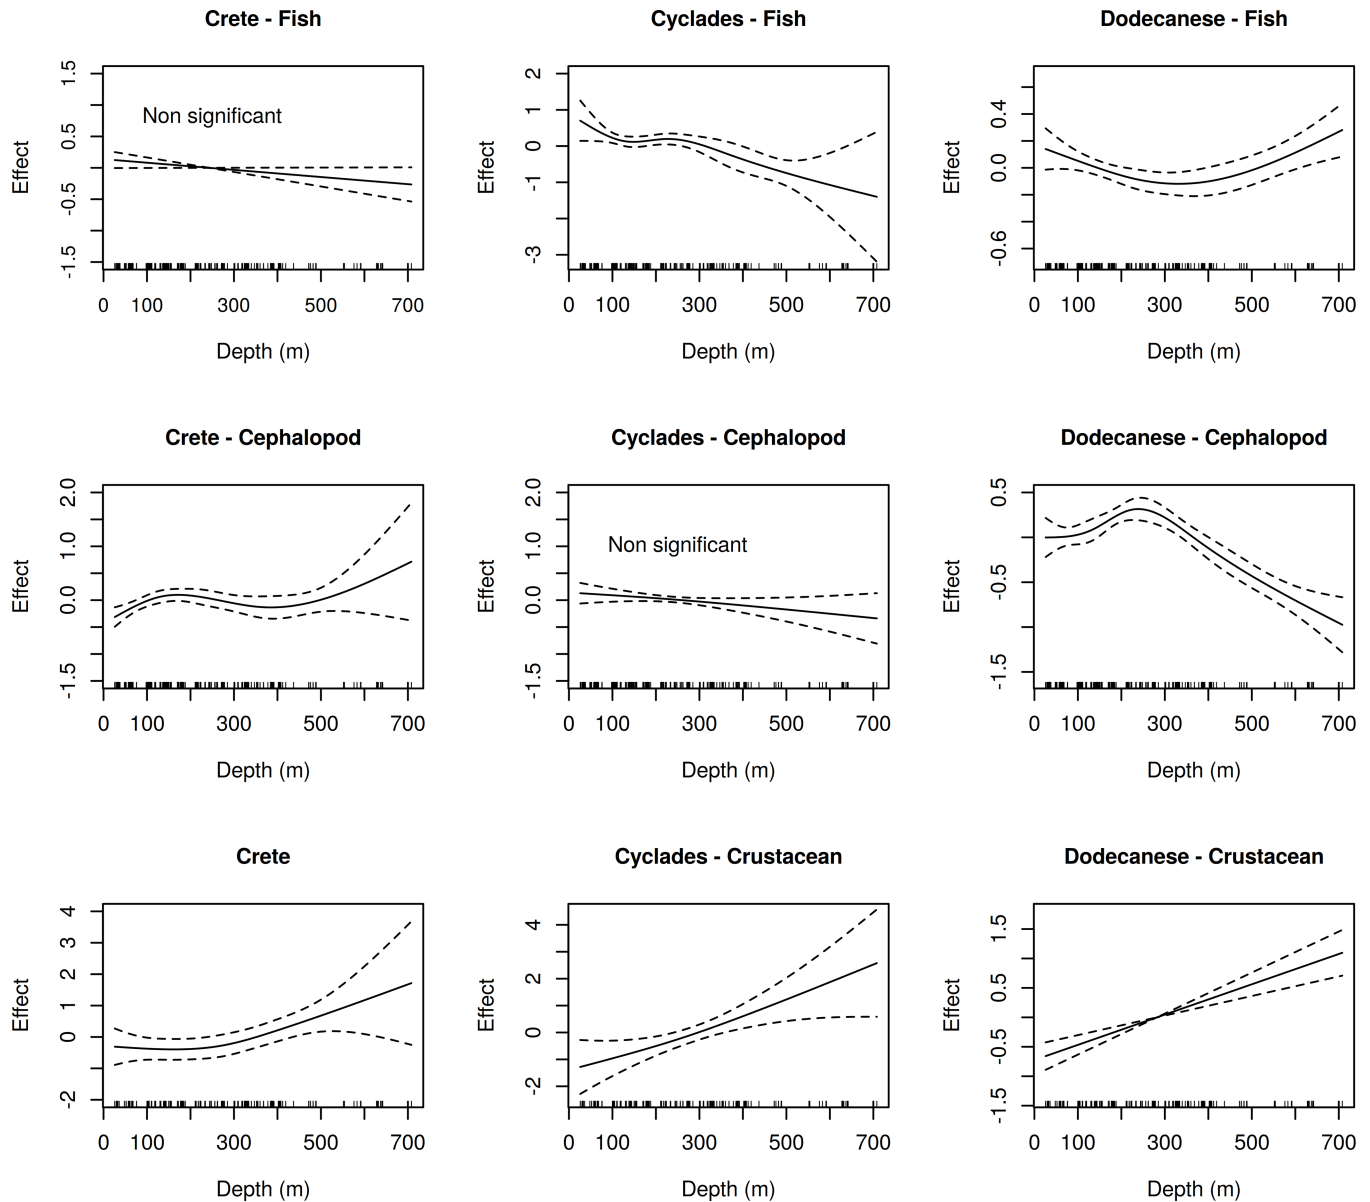 Crete - Fish
Cyclades - Fish
Dodecanese - Fish
Effect
1.5
0.5
-0.5
-1.5
Non significant
0 100 300 500 700
Depth (m)
Effect
2
1
0
-1
-3
0 100 300 500 700
Depth (m)
Effect
0.4
0.0
-0.6
0 100 300 500 700
Depth (m)
Crete - Cephalopod
Cyclades - Cephalopod
Dodecanese - Cephalopod
Effect
2.0
1.0
0.0
-1.5
0 100 300 500 700
Depth (m)
Effect
2.0
1.0
0.0
-1.5
Non significant
0 100 300 500 700
Depth (m)
Effect
0.5
-0.5
-1.5
0 100 300 500 700
Depth (m)
Crete
Cyclades - Crustacean
Dodecanese - Crustacean
Effect
4
3
2
1
0
-2
0 100 300 500 700
Depth (m)
Effect
4
2
0
-2
0 100 300 500 700
Depth (m)
Effect
1.5
0.5
-0.5
-1.5
0 100 300 500 700
Depth (m)